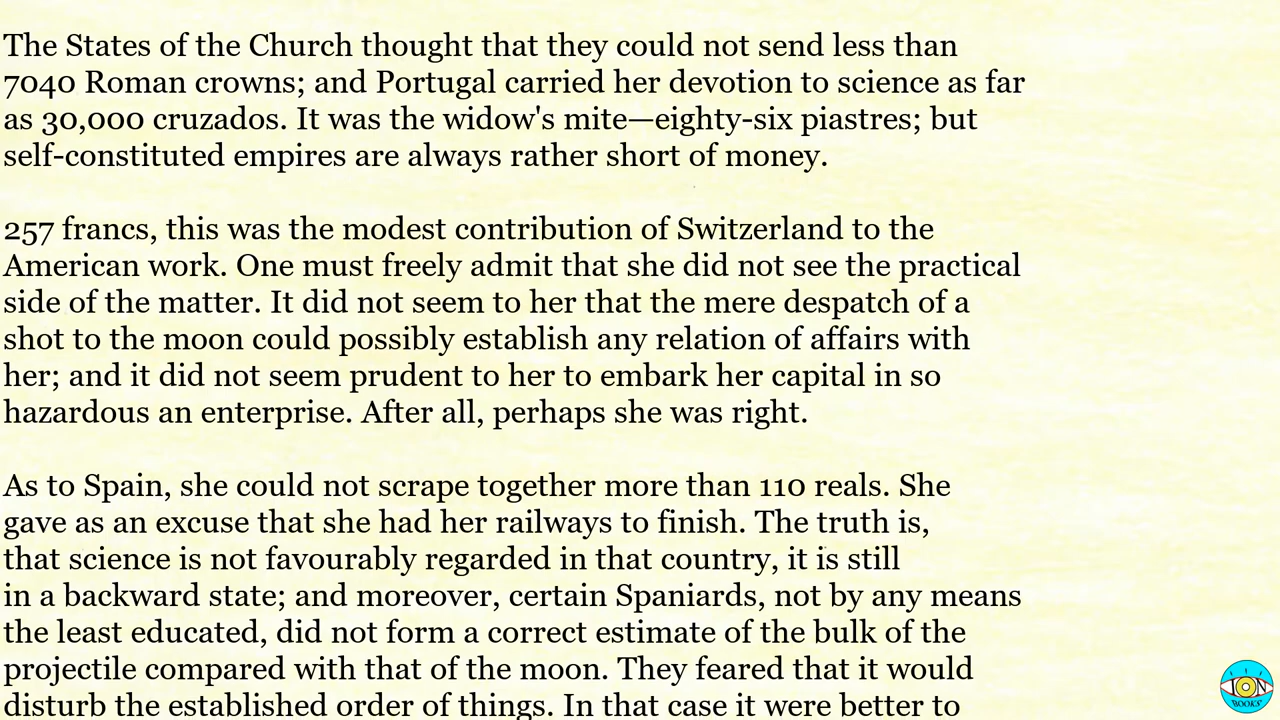 The States of the Church thought that they could not send less than
7040 Roman crowns; and Portugal carried her devotion to science as far
as 30,000 cruzados. It was the widow's mite—eighty-six piastres; but
self-constituted empires are always rather short of money.
257 francs, this was the modest contribution of Switzerland to the
American work. One must freely admit that she did not see the practical
side of the matter. It did not seem to her that the mere despatch of a
shot to the moon could possibly establish any relation of affairs with
her; and it did not seem prudent to her to embark her capital in so
hazardous an enterprise. After all, perhaps she was right.
As to Spain, she could not scrape together more than 110 reals. She
gave as an excuse that she had her railways to finish. The truth is,
that science is not favourably regarded in that country, it is still
in a backward state; and moreover, certain Spaniards, not by any means
the least educated, did not form a correct estimate of the bulk of the
projectile compared with that of the moon. They feared that it would
disturb the established order of things. In that case it were better to
ION
BOOKS